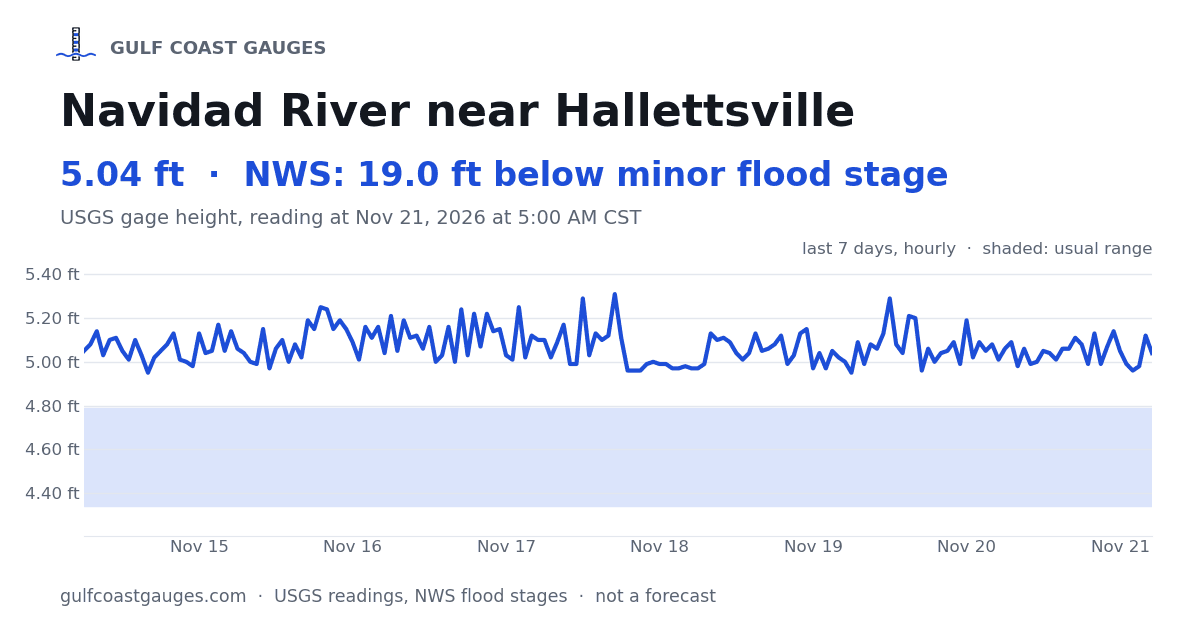 GULF COAST GAUGES
Navidad River near Hallettsville
5.04 ft · NWS: 19.0 ft below minor flood stage
USGS gage height, reading at Nov 21, 2026 at 5:00 AM CST
last 7 days, hourly · shaded: usual range
5.40 ft
5.20 ft
5.00 ft
4.80 ft
4.60 ft
4.40 ft
Nov 15 Nov 16 Nov 17 Nov 18 Nov 19 Nov 20 Nov 21
gulfcoastgauges.com · USGS readings, NWS flood stages · not a forecast